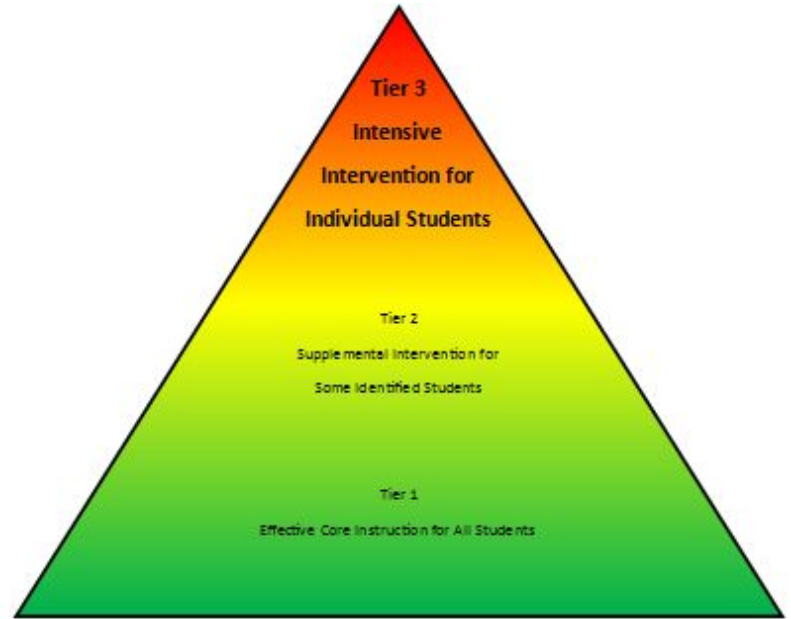 Tier 3
Intensive
Intervention for
Individual Students
Tier 2
Supplemental Intervention for
Some Identified Students
Tier 1
Effective Core Instruction for All Students